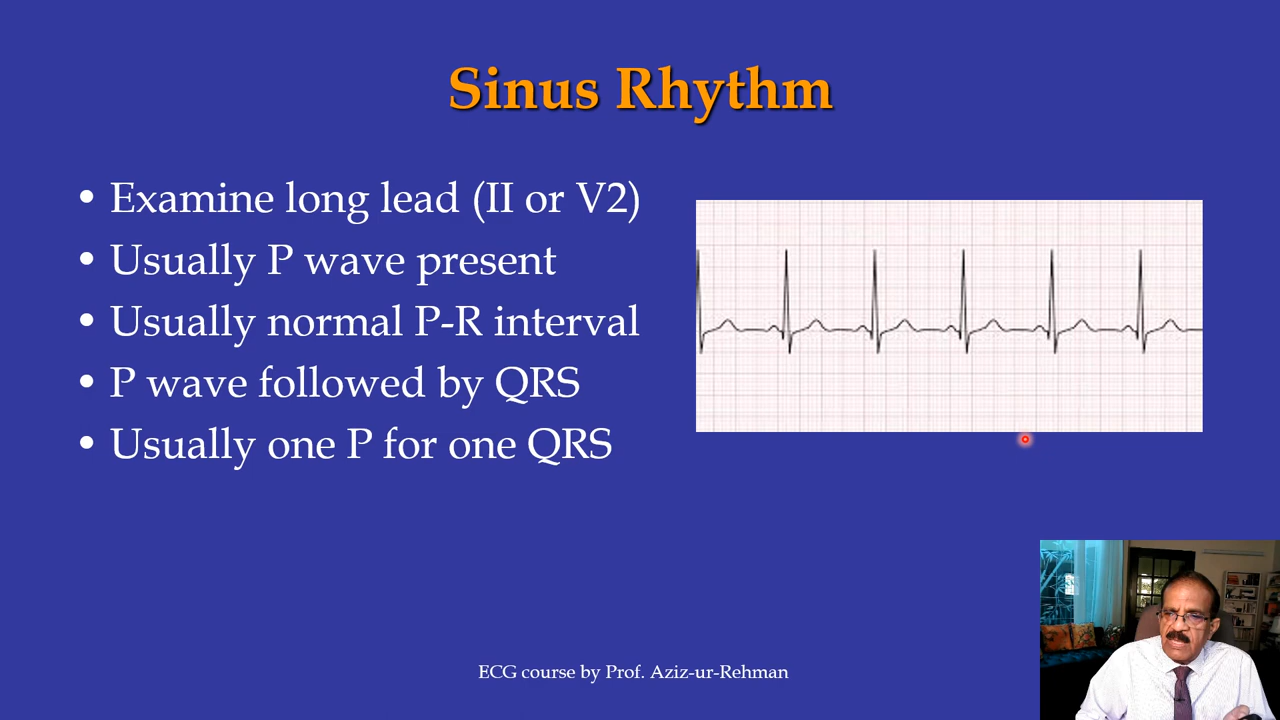 Sinus Rhythm
• Examine long lead (II or V2)
• Usually P wave present
• Usually normal P-R interval
• P wave followed by QRS
• Usually one P for one QRS
ECG course by Prof. Aziz-ur-Rehman